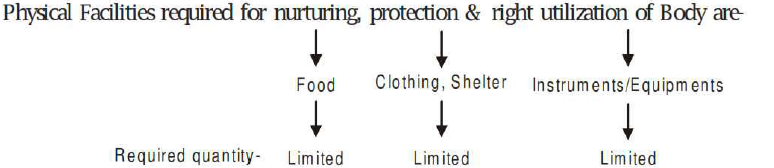 Physical Facilities required for nurturing, protection & right utilization of Body are-
Food Clothing, Shelter Instruments/Equipments
Required quantity- Limited Limited Limited